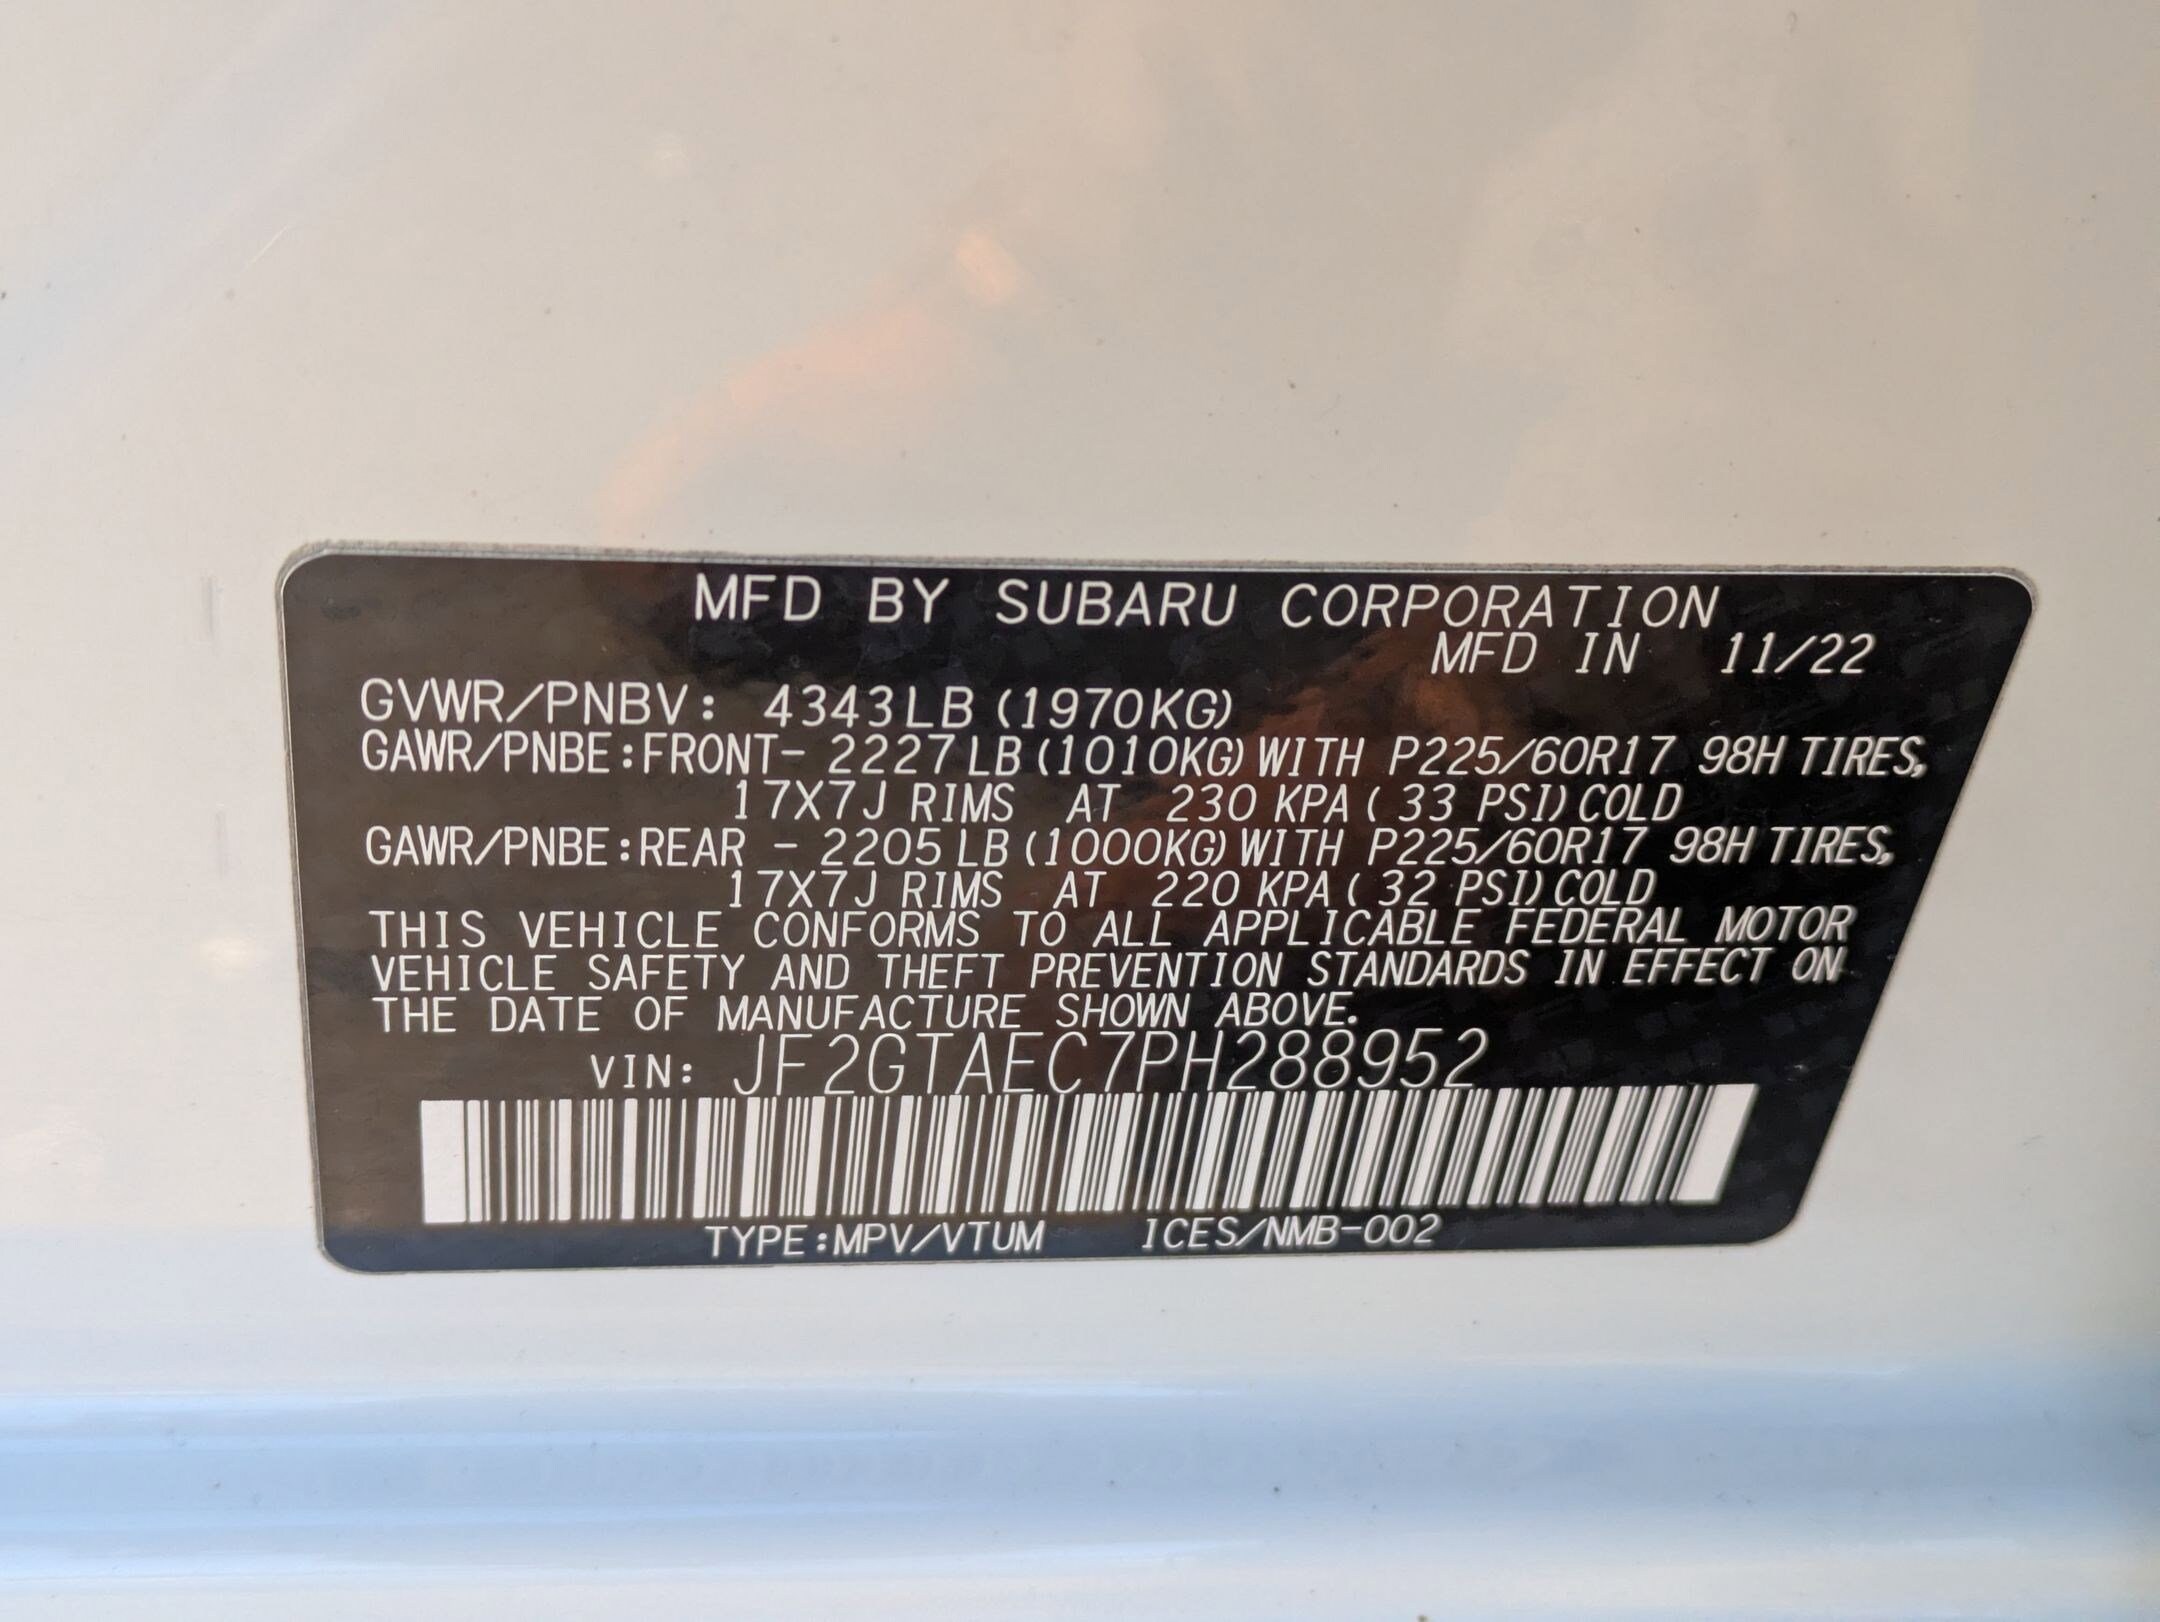 MFD BY SUBARU CORPORATION
MFD IN 11/22
GVWR/PNBV: 4343LB (1970KG)
GAWR/PNBE:FRONT- 2227LB(1010KG)WITH P225/60R17 98H TIRES,
17X7J RIMS AT 230 KPA( 33 PSI)COLD
GAWR/PNBE:REAR - 2205LB(1000KG)WITH P225/60R17 98H TIRES,
17X7J RIMS AT 220 KPA( 32 PSI)COLD
THIS VEHICLE CONFORMS TO ALL APPLICABLE FEDERAL MOTOR
VEHICLE SAFETY AND THEFT PREVENTION STANDARDS IN EFFECT ON
THE DATE OF MANUFACTURE SHOWN ABOVE.
VIN: JF2GTAEC7PH288952
TYPE:MPV/VTUM ICES/NMB-002